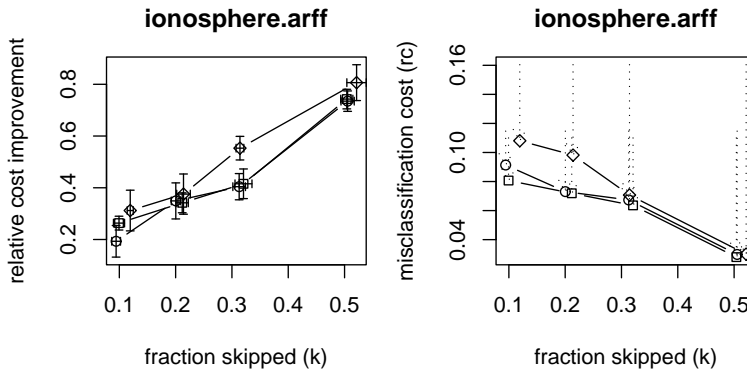 ionosphere.arff
relative cost improvement
0.8
0.6
0.4
0.2
0.1 0.2 0.3 0.4 0.5
fraction skipped (k)
ionosphere.arff
misclassification cost (rc)
0.16
0.10
0.04
0.1 0.2 0.3 0.4 0.5
fraction skipped (k)